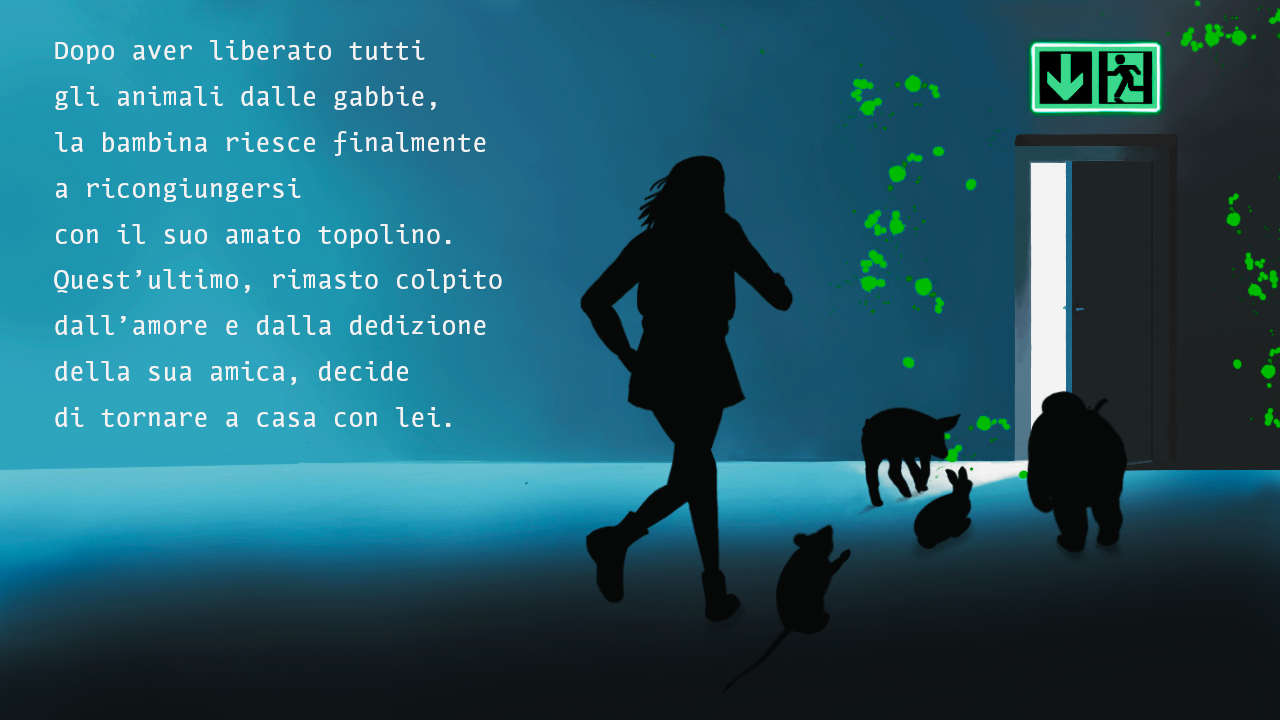 Dopo aver liberato tutti
gli animali dalle gabbie,
la bambina riesce finalmente
a ricongiungersi
con il suo amato topolino.
Quest’ultimo, rimasto colpito
dall’amore e dalla dedizione
della sua amica, decide
di tornare a casa con lei.